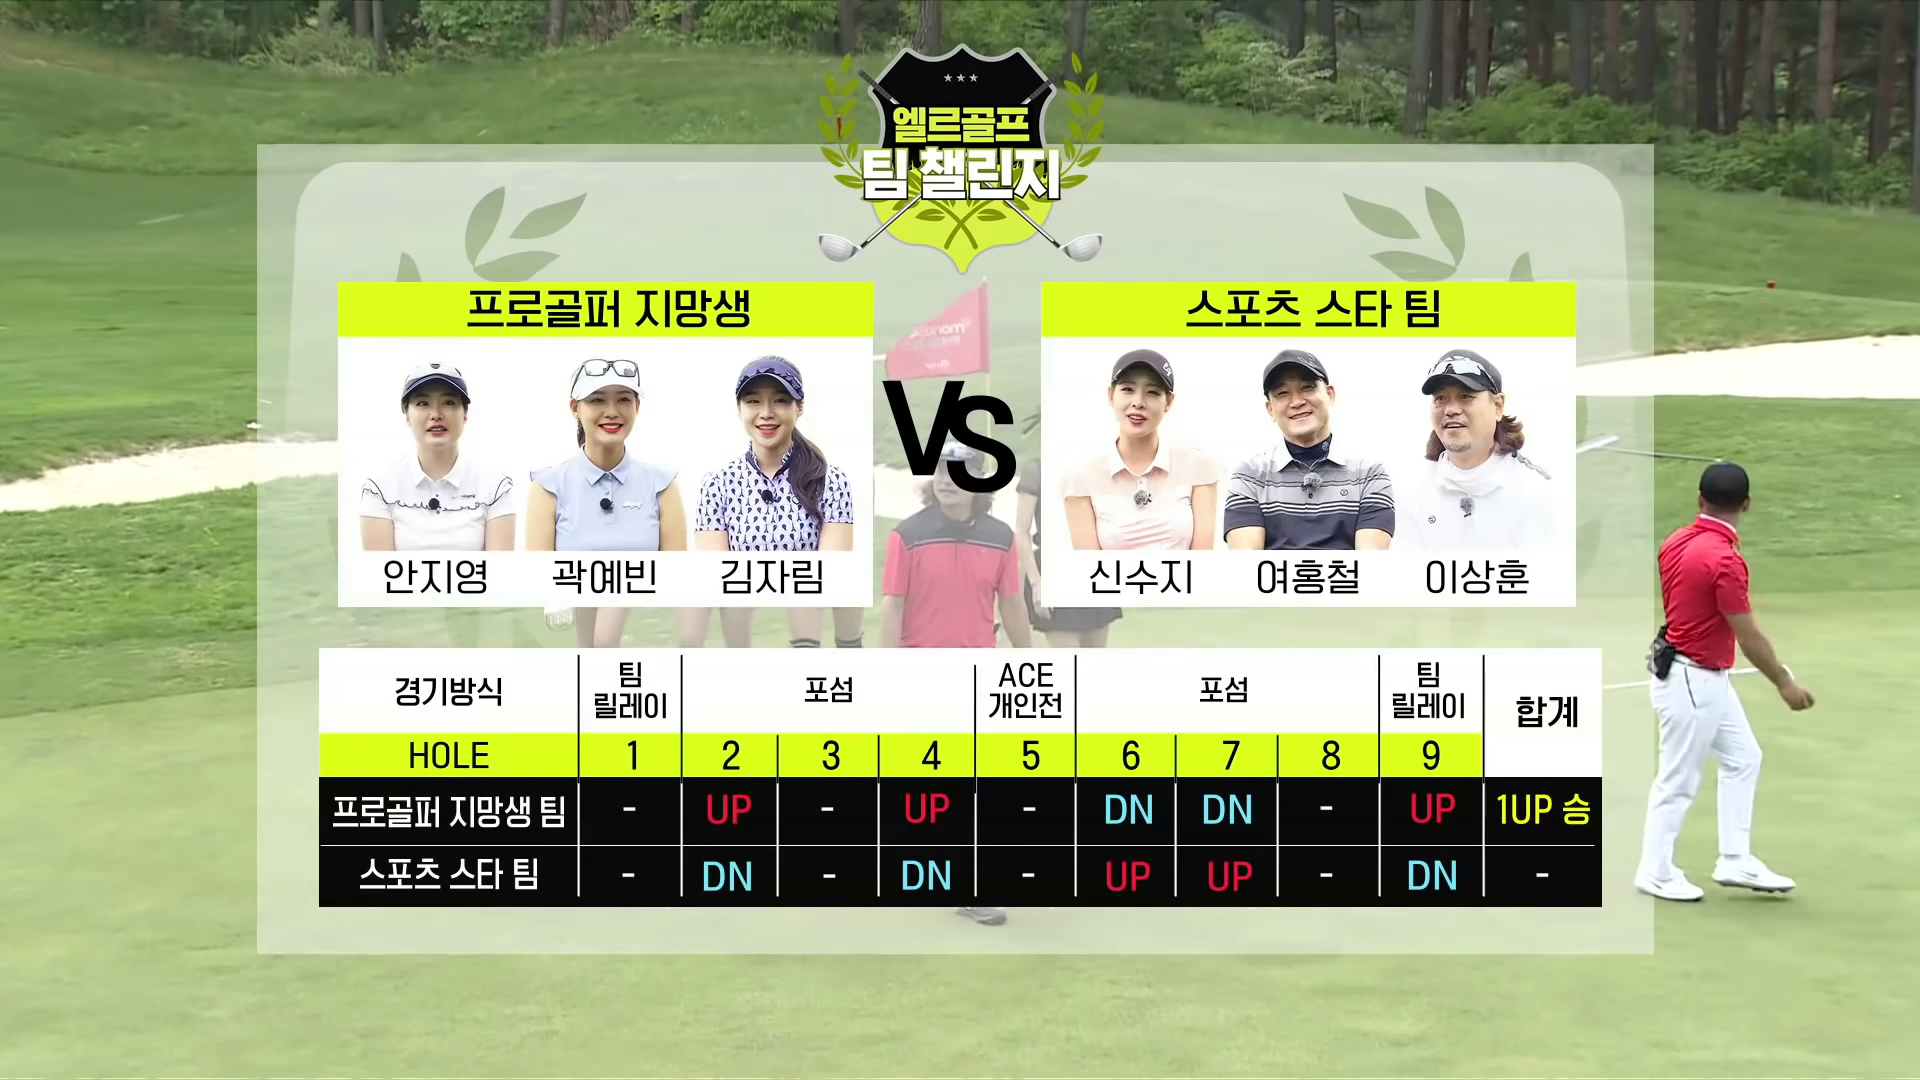 엘르골프
팀 챌린지
프로골퍼 지망생
스포츠 스타 팀
VS
안지영 곽예빈 김자림
신수지 여홍철 이상훈
경기방식 팀 릴레이 포섬 ACE 개인전 포섬 팀 릴레이 합계
HOLE 1 2 3 4 5 6 7 8 9
프로골퍼 지망생 팀 - UP - UP - DN DN - UP 1UP 승
스포츠 스타 팀 - DN - DN - UP UP - DN -